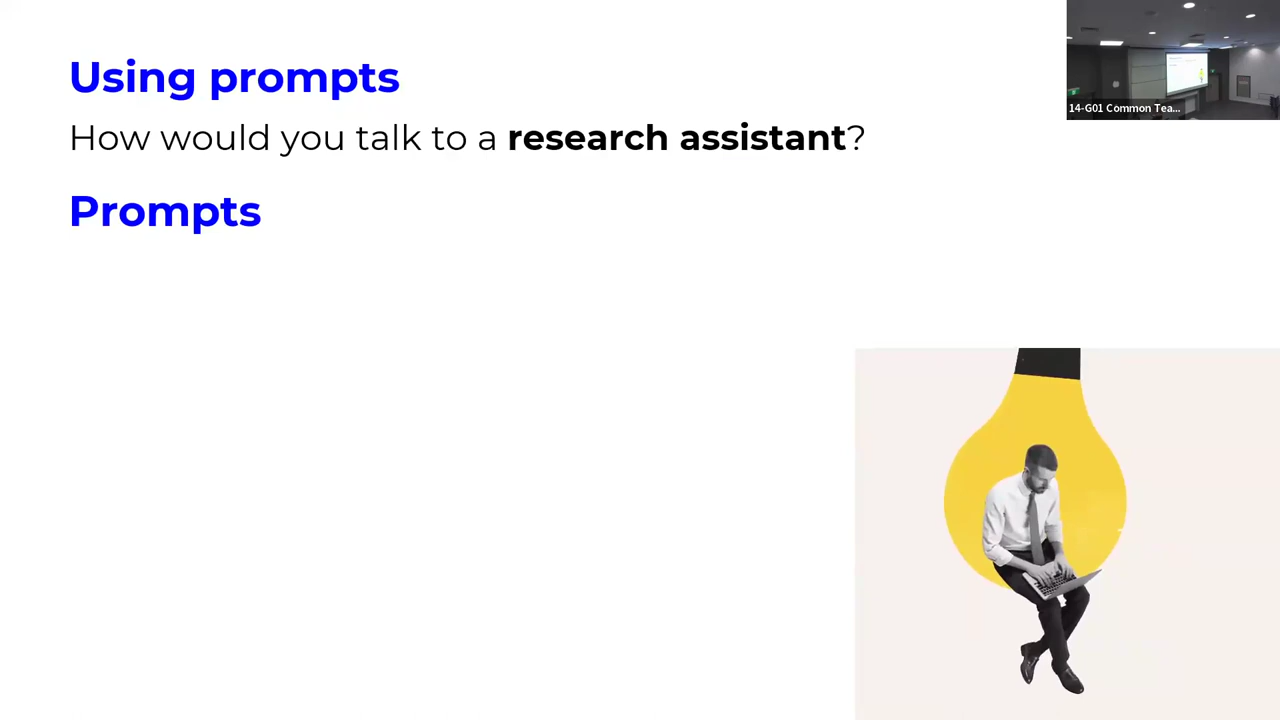 Using prompts
How would you talk to a research assistant?
Prompts
14-G01 Common Tea...